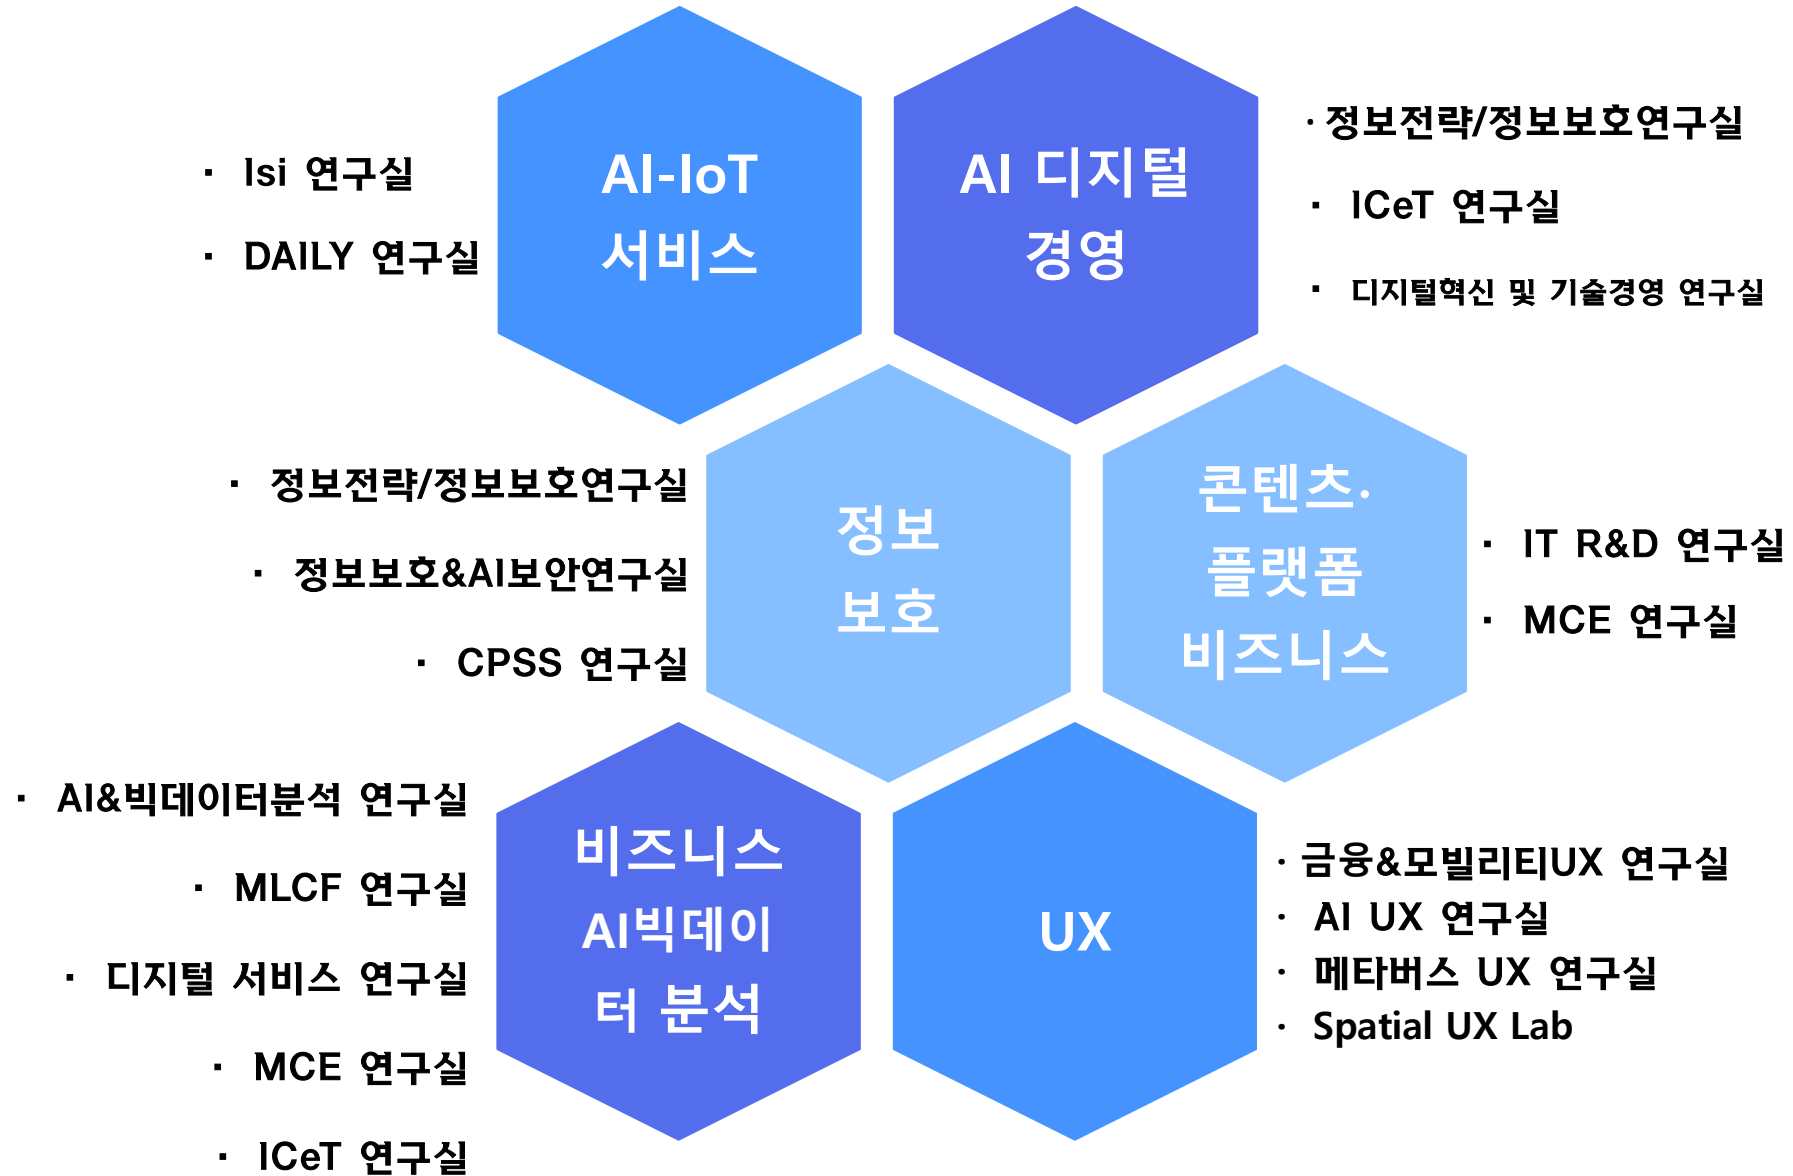 AI-IoT
서비스
· Isi 연구실
· DAILY 연구실
AI 디지털
경영
· 정보전략/정보보호연구실
· ICeT 연구실
· 디지털혁신 및 기술경영 연구실
정보
보호
· 정보전략/정보보호연구실
· 정보보호&AI보안연구실
· CPSS 연구실
콘텐츠·
플랫폼
비즈니스
· IT R&D 연구실
· MCE 연구실
비즈니스
AI빅데이
터 분석
· AI&빅데이터분석 연구실
· MLCF 연구실
· 디지털 서비스 연구실
· MCE 연구실
· ICeT 연구실
UX
· 금융&모빌리티UX 연구실
· AI UX 연구실
· 메타버스 UX 연구실
· Spatial UX Lab